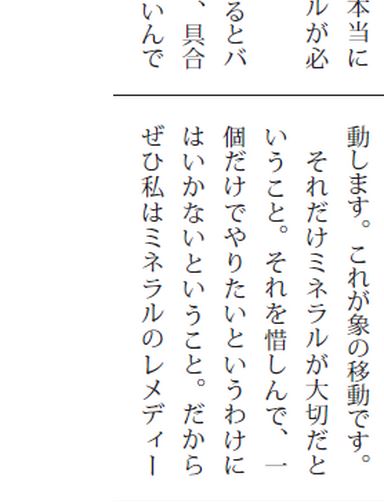 本当に
ルが必
るとバ
、具合
いんで
動します。これが象の移動です。
それだけミネラルが大切だと
いうこと。それを惜しんで、一
個だけでやりたいというわけに
はいかないということ。だから
ぜひ私はミネラルのレメディー